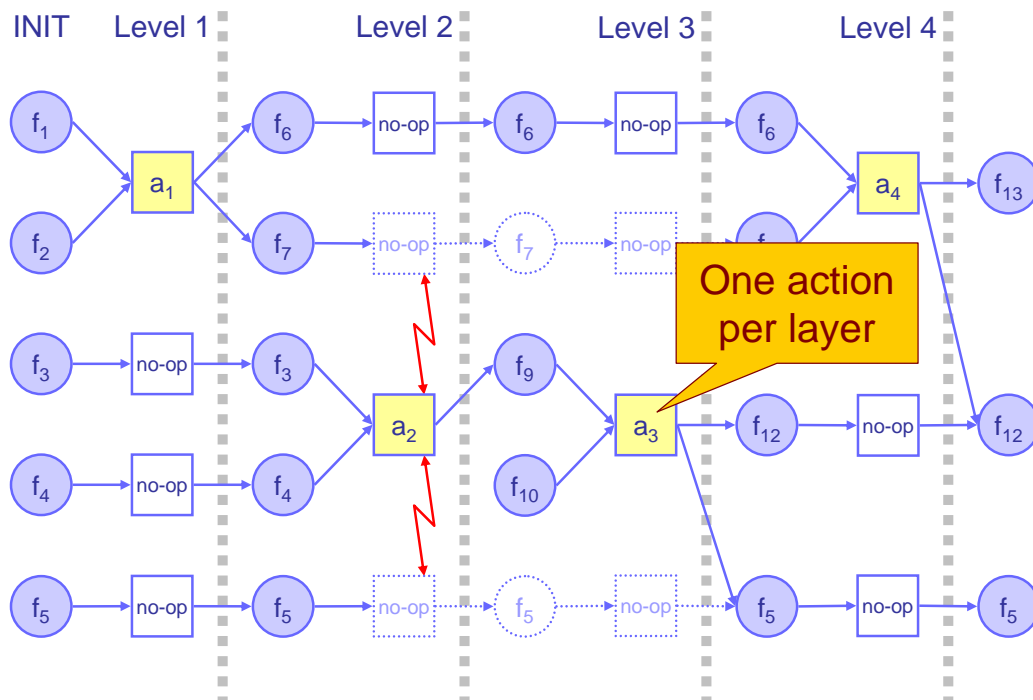 INIT Level 1 Level 2 Level 3 Level 4
f1 f6 no-op f6 no-op f6
a1 a4 f13
f2 f7 no-op f7 no-op f
One action
per layer
f3 no-op f3 f9
a2 a3 f12 no-op f12
f4 no-op f4 f10
f5 no-op f5 no-op f5 no-op f5 no-op f5